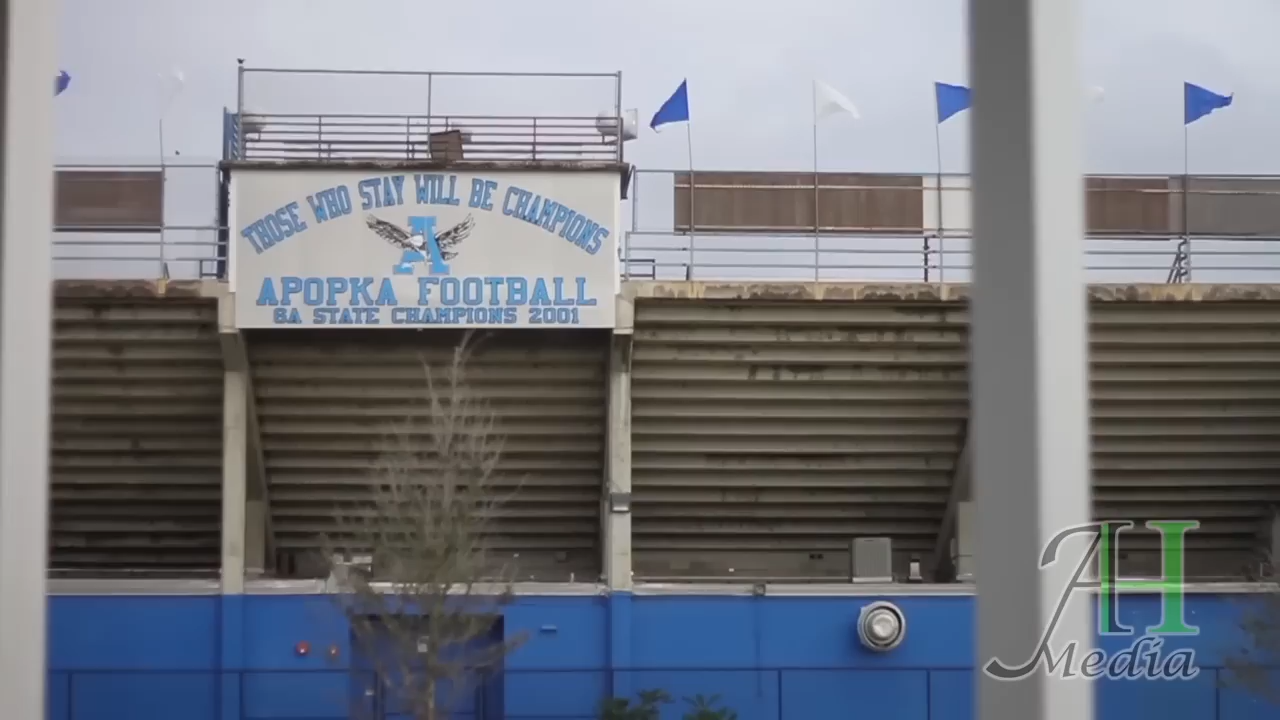 THOSE WHO STAY WILL BE CHAMPIONS
A
APOPKA FOOTBALL
6A STATE CHAMPIONS 2001
AH
Media